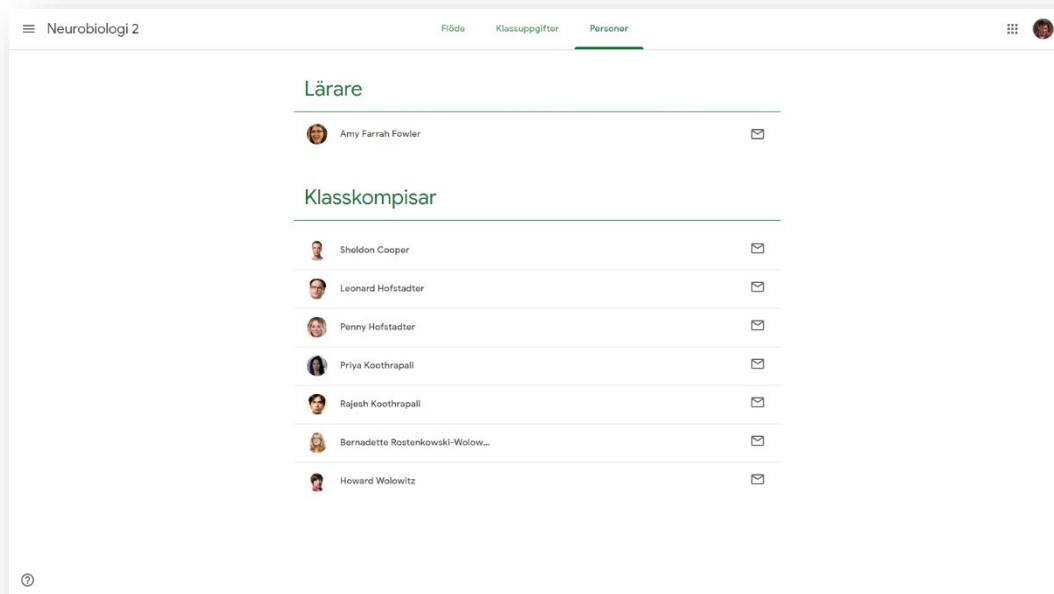 Neurobiologi 2
Flöde Klassuppgifter Personer
Lärare
Amy Farrah Fowler
Klasskompisar
Sheldon Cooper
Leonard Hofstadter
Penny Hofstadter
Priya Koothrapali
Rajesh Koothrapali
Bernadette Rostenkowski-Wolow...
Howard Wolowitz